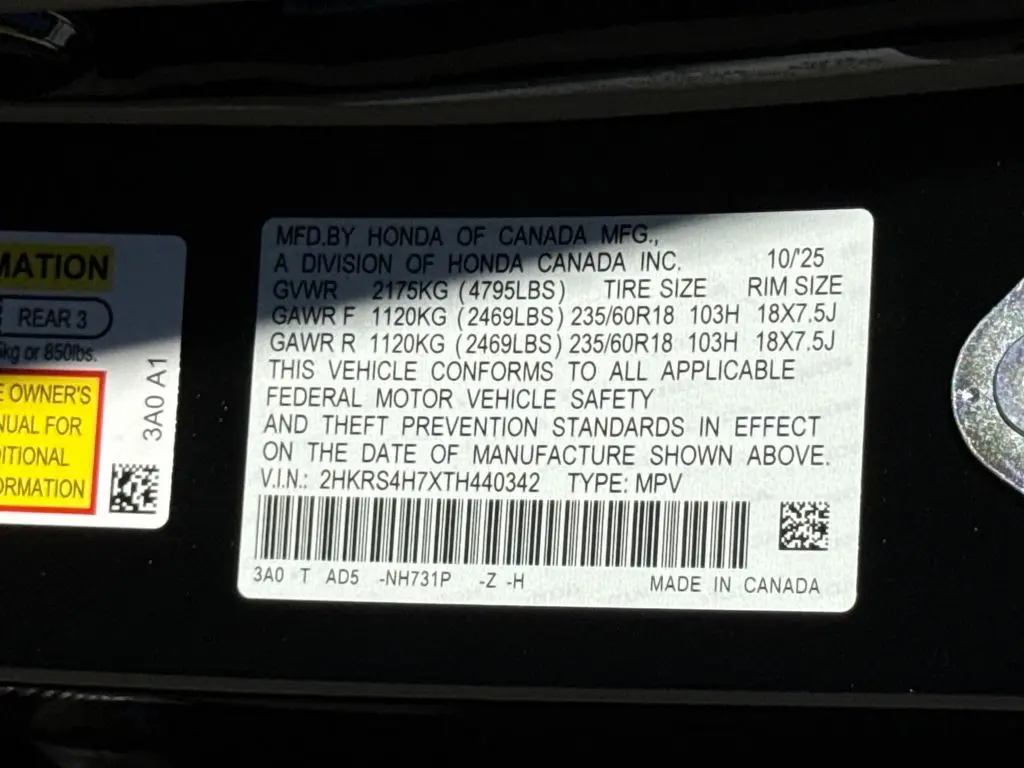 MATION
REAR 3
kg or 850lbs.
E OWNER'S
NUAL FOR
DITIONAL
ORMATION
3A0 A1
MFD.BY HONDA OF CANADA MFG.,
A DIVISION OF HONDA CANADA INC. 10/'25
GVWR 2175KG (4795LBS) TIRE SIZE RIM SIZE
GAWR F 1120KG (2469LBS) 235/60R18 103H 18X7.5J
GAWR R 1120KG (2469LBS) 235/60R18 103H 18X7.5J
THIS VEHICLE CONFORMS TO ALL APPLICABLE
FEDERAL MOTOR VEHICLE SAFETY
AND THEFT PREVENTION STANDARDS IN EFFECT
ON THE DATE OF MANUFACTURE SHOWN ABOVE.
V.I.N.: 2HKRS4H7XTH440342 TYPE: MPV
3A0 T AD5 -NH731P -Z -H MADE IN CANADA